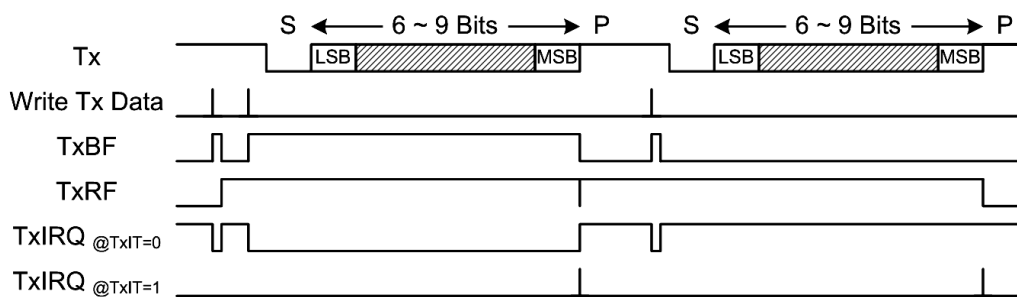 S 6 ~ 9 Bits P S 6 ~ 9 Bits P
Tx LSB MSB LSB MSB
Write Tx Data
TxBF
TxRF
TxIRQ @TxIT=0
TxIRQ @TxIT=1